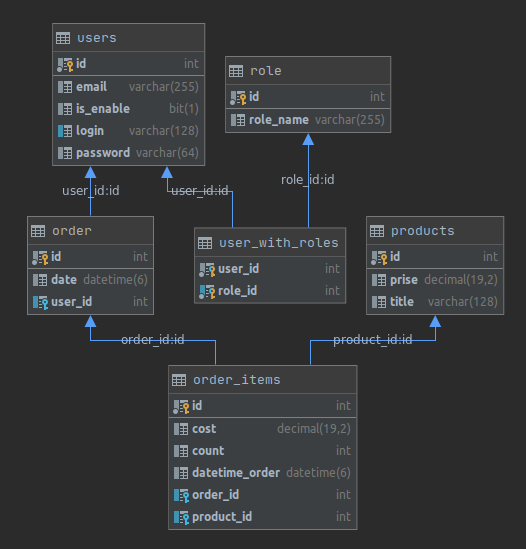 users
id int
email varchar(255)
is_enable bit(1)
login varchar(128)
password varchar(64)
role
id int
role_name varchar(255)
user_id:id
user_id:id
role_id:id
order
id int
date datetime(6)
user_id int
user_with_roles
user_id int
role_id int
products
id int
prise decimal(19,2)
title varchar(128)
order_id:id
product_id:id
order_items
id int
cost decimal(19,2)
count int
datetime_order datetime(6)
order_id int
product_id int